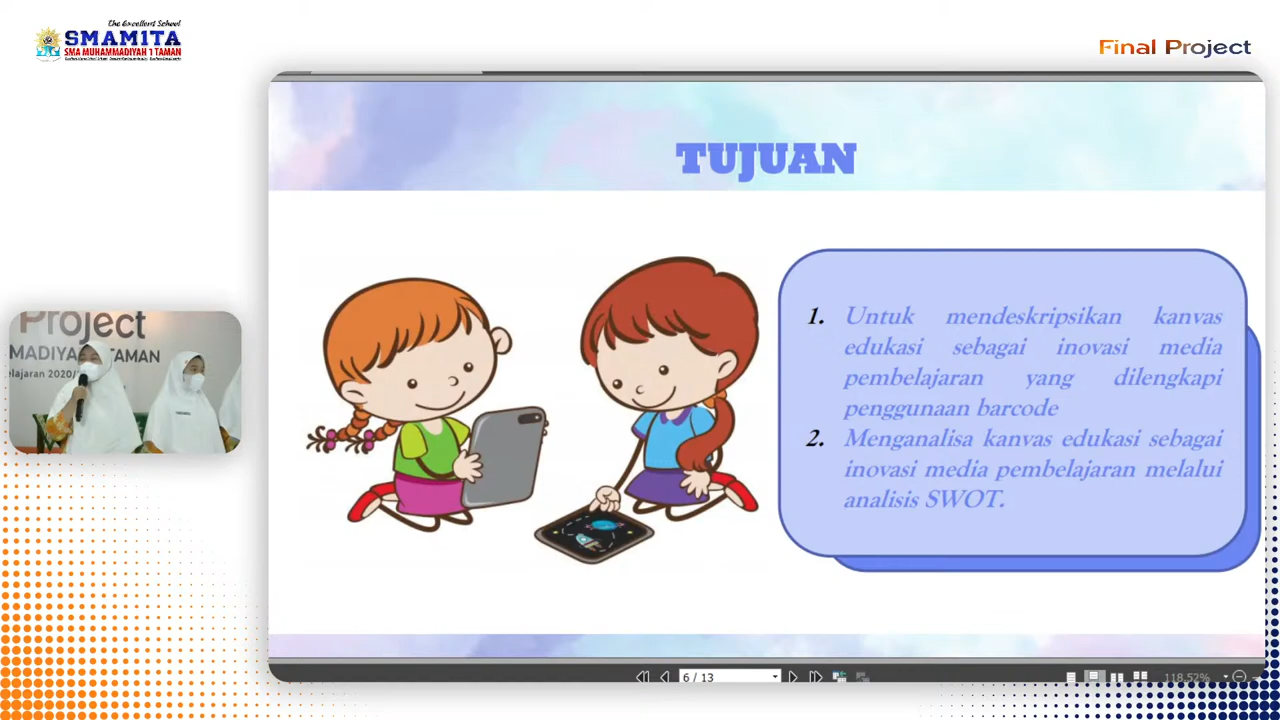 The Excellent School
SMAMITA
SMA MUHAMMADIYAH 1 TAMAN
Final Project
TUJUAN
1. Untuk mendeskripsikan kanvas
edukasi sebagai inovasi media
pembelajaran yang dilengkapi
penggunaan barcode
2. Menganalisa kanvas edukasi sebagai
inovasi media pembelajaran melalui
analisis SWOT.
Project
MADIYA TAMAN
elajaran 2020/
6 / 13
118.52%